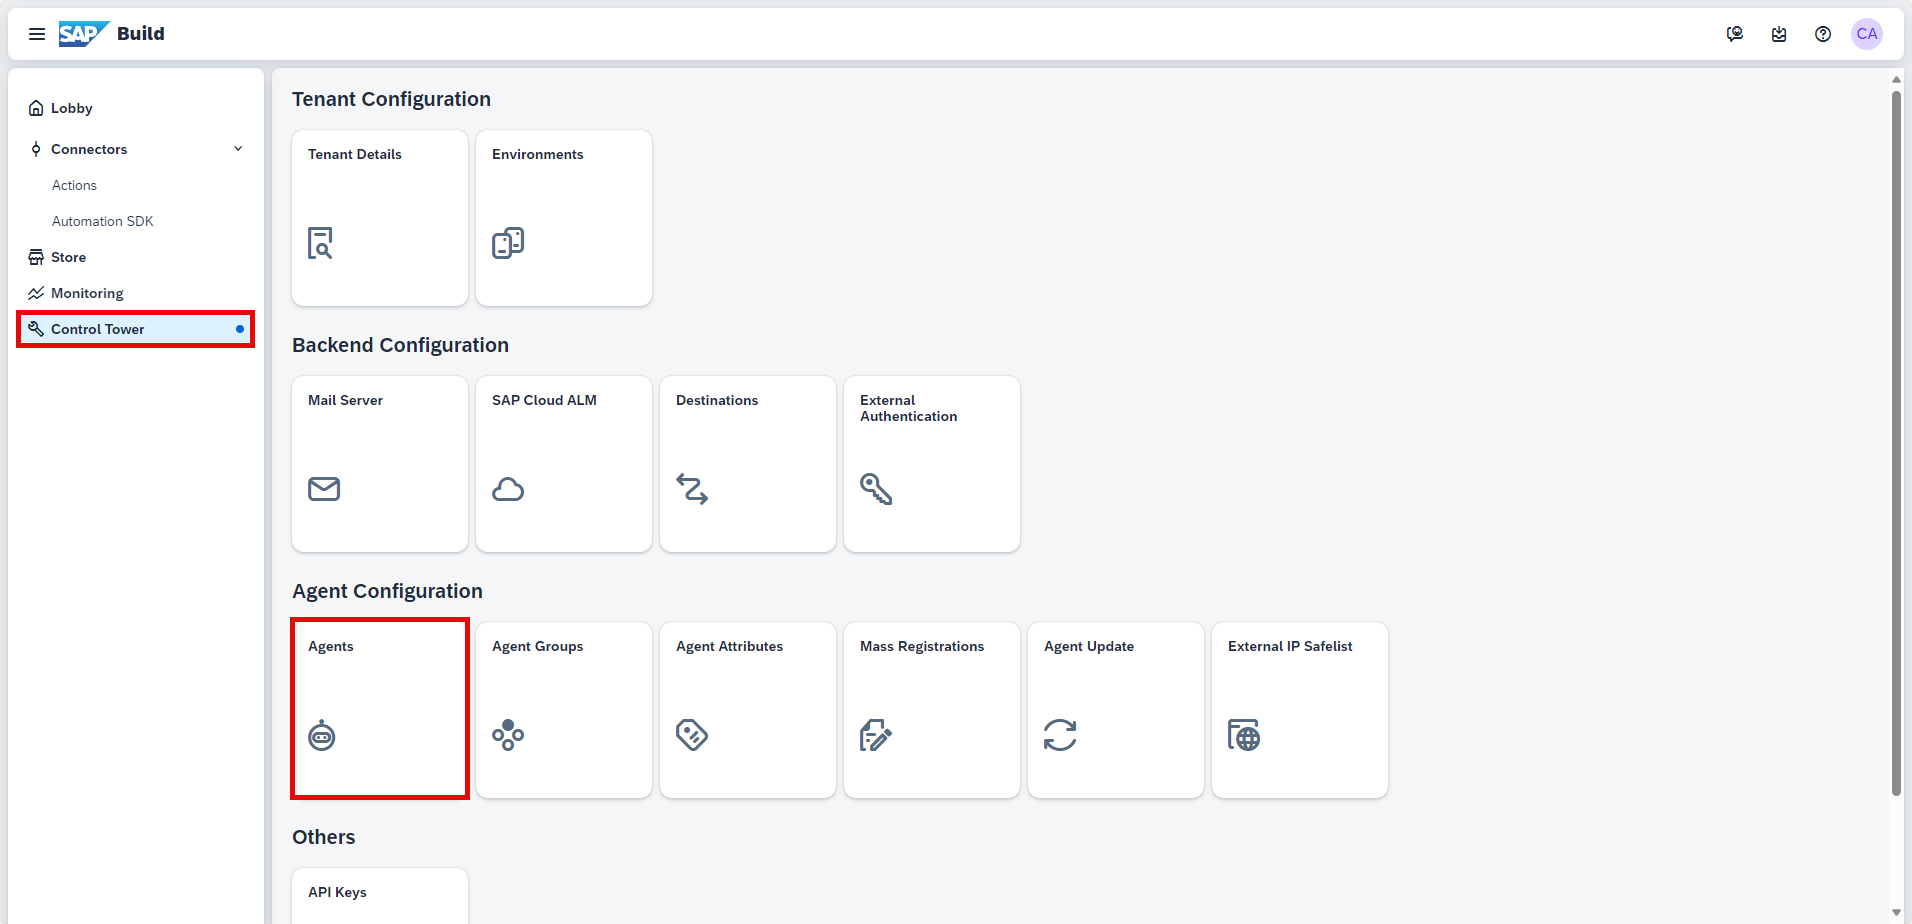 SAP Build
CA
Lobby
Connectors
Actions
Automation SDK
Store
Monitoring
Control Tower
Tenant Configuration
Tenant Details
Environments
Backend Configuration
Mail Server
SAP Cloud ALM
Destinations
External
Authentication
Agent Configuration
Agents
Agent Groups
Agent Attributes
Mass Registrations
Agent Update
External IP Safelist
Others
API Keys